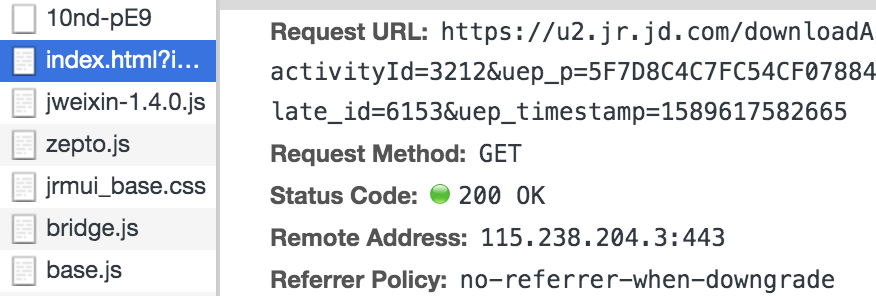 10nd-pE9
index.html?i...
jweixin-1.4.0.js
zepto.js
jrmui_base.css
bridge.js
base.js
Request URL: https://u2.jr.jd.com/downloadA
activityId=3212&uep_p=5F7D8C4C7FC54CF07884
late_id=6153&uep_timestamp=1589617582665
Request Method: GET
Status Code: 200 OK
Remote Address: 115.238.204.3:443
Referrer Policy: no-referrer-when-downgrade